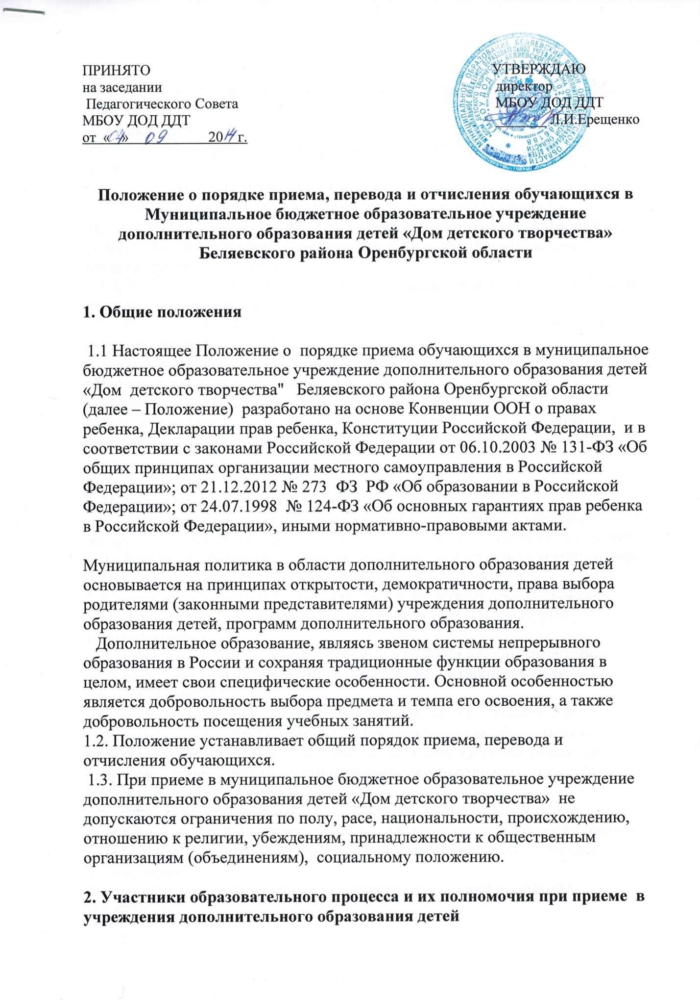 ПРИНЯТО
на заседании
Педагогического Совета
МБОУ ДОД ДДТ
от «04» 09 2014 г.
УТВЕРЖДАЮ
директор
МБОУ ДОД ДДТ
Л.И.Ерещенко
Положение о порядке приема, перевода и отчисления обучающихся в
Муниципальное бюджетное образовательное учреждение
дополнительного образования детей «Дом детского творчества»
Беляевского района Оренбургской области
1. Общие положения
1.1 Настоящее Положение о порядке приема обучающихся в муниципальное
бюджетное образовательное учреждение дополнительного образования детей
«Дом детского творчества" Беляевского района Оренбургской области
(далее – Положение) разработано на основе Конвенции ООН о правах
ребенка, Декларации прав ребенка, Конституции Российской Федерации, и в
соответствии с законами Российской Федерации от 06.10.2003 № 131-ФЗ «Об
общих принципах организации местного самоуправления в Российской
Федерации»; от 21.12.2012 № 273 ФЗ РФ «Об образовании в Российской
Федерации»; от 24.07.1998 № 124-ФЗ «Об основных гарантиях прав ребенка
в Российской Федерации», иными нормативно-правовыми актами.
Муниципальная политика в области дополнительного образования детей
основывается на принципах открытости, демократичности, права выбора
родителями (законными представителями) учреждения дополнительного
образования детей, программ дополнительного образования.
Дополнительное образование, являясь звеном системы непрерывного
образования в России и сохраняя традиционные функции образования в
целом, имеет свои специфические особенности. Основной особенностью
является добровольность выбора предмета и темпа его освоения, а также
добровольность посещения учебных занятий.
1.2. Положение устанавливает общий порядок приема, перевода и
отчисления обучающихся.
1.3. При приеме в муниципальное бюджетное образовательное учреждение
дополнительного образования детей «Дом детского творчества» не
допускаются ограничения по полу, расе, национальности, происхождению,
отношению к религии, убеждениям, принадлежности к общественным
организациям (объединениям), социальному положению.
2. Участники образовательного процесса и их полномочия при приеме в
учреждения дополнительного образования детей